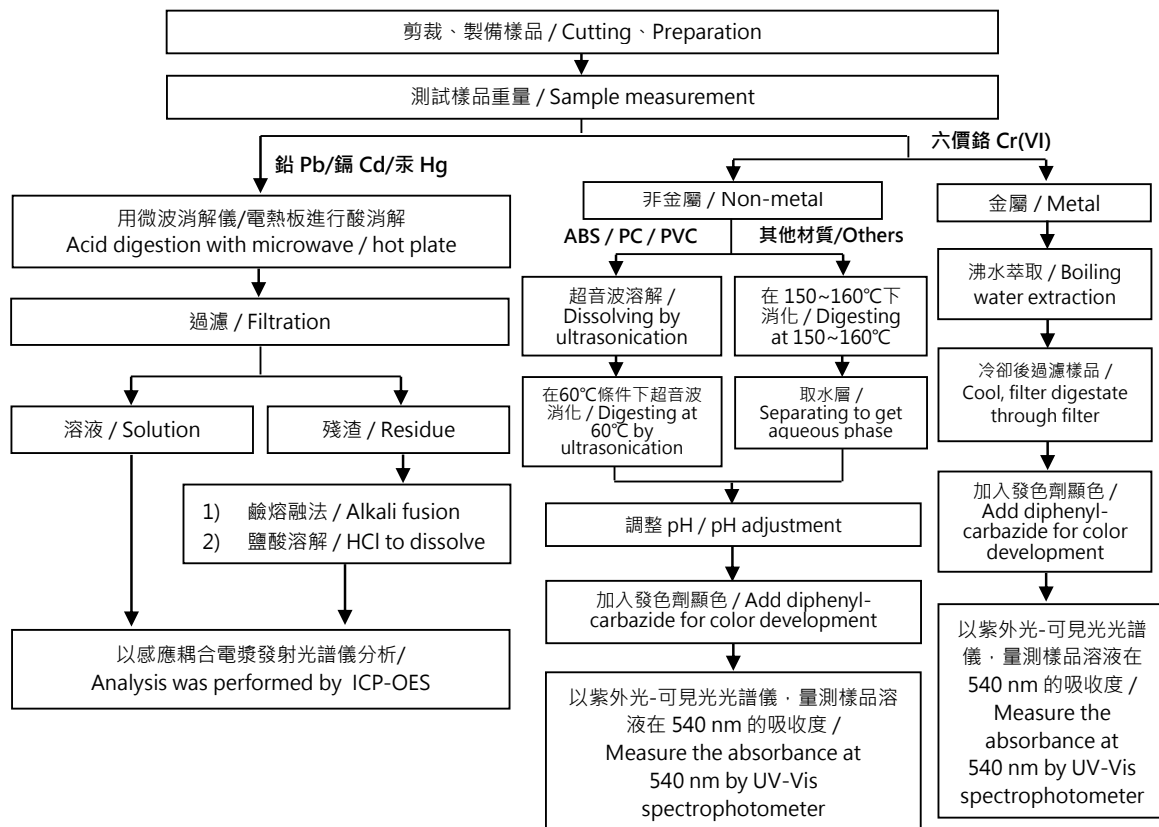 剪裁、製備樣品 / Cutting、Preparation
測試樣品重量 / Sample measurement
鉛 Pb/鎘 Cd/汞 Hg
六價鉻 Cr(VI)
用微波消解儀/電熱板進行酸消解
Acid digestion with microwave / hot plate
過濾 / Filtration
溶液 / Solution
殘渣 / Residue
1) 鹼熔融法 / Alkali fusion
2) 鹽酸溶解 / HCl to dissolve
以感應耦合電漿發射光譜儀分析/
Analysis was performed by ICP-OES
非金屬 / Non-metal
ABS / PC / PVC
其他材質/Others
超音波溶解 /
Dissolving by
ultrasonication
在 150~160℃下
消化 / Digesting
at 150~160℃
在60℃條件下超音波
消化 / Digesting at
60℃ by
ultrasonication
取水層 /
Separating to get
aqueous phase
調整 pH / pH adjustment
加入發色劑顯色 / Add diphenyl-
carbazide for color development
以紫外光-可見光光譜儀，量測樣品溶
液在 540 nm 的吸收度 /
Measure the absorbance at
540 nm by UV-Vis
spectrophotometer
金屬 / Metal
沸水萃取 / Boiling
water extraction
冷卻後過濾樣品 /
Cool, filter digestate
through filter
加入發色劑顯色 /
Add diphenyl-
carbazide for color
development
以紫外光-可見光光譜
儀，量測樣品溶液在
540 nm 的吸收度 /
Measure the
absorbance at
540 nm by UV-Vis
spectrophotometer